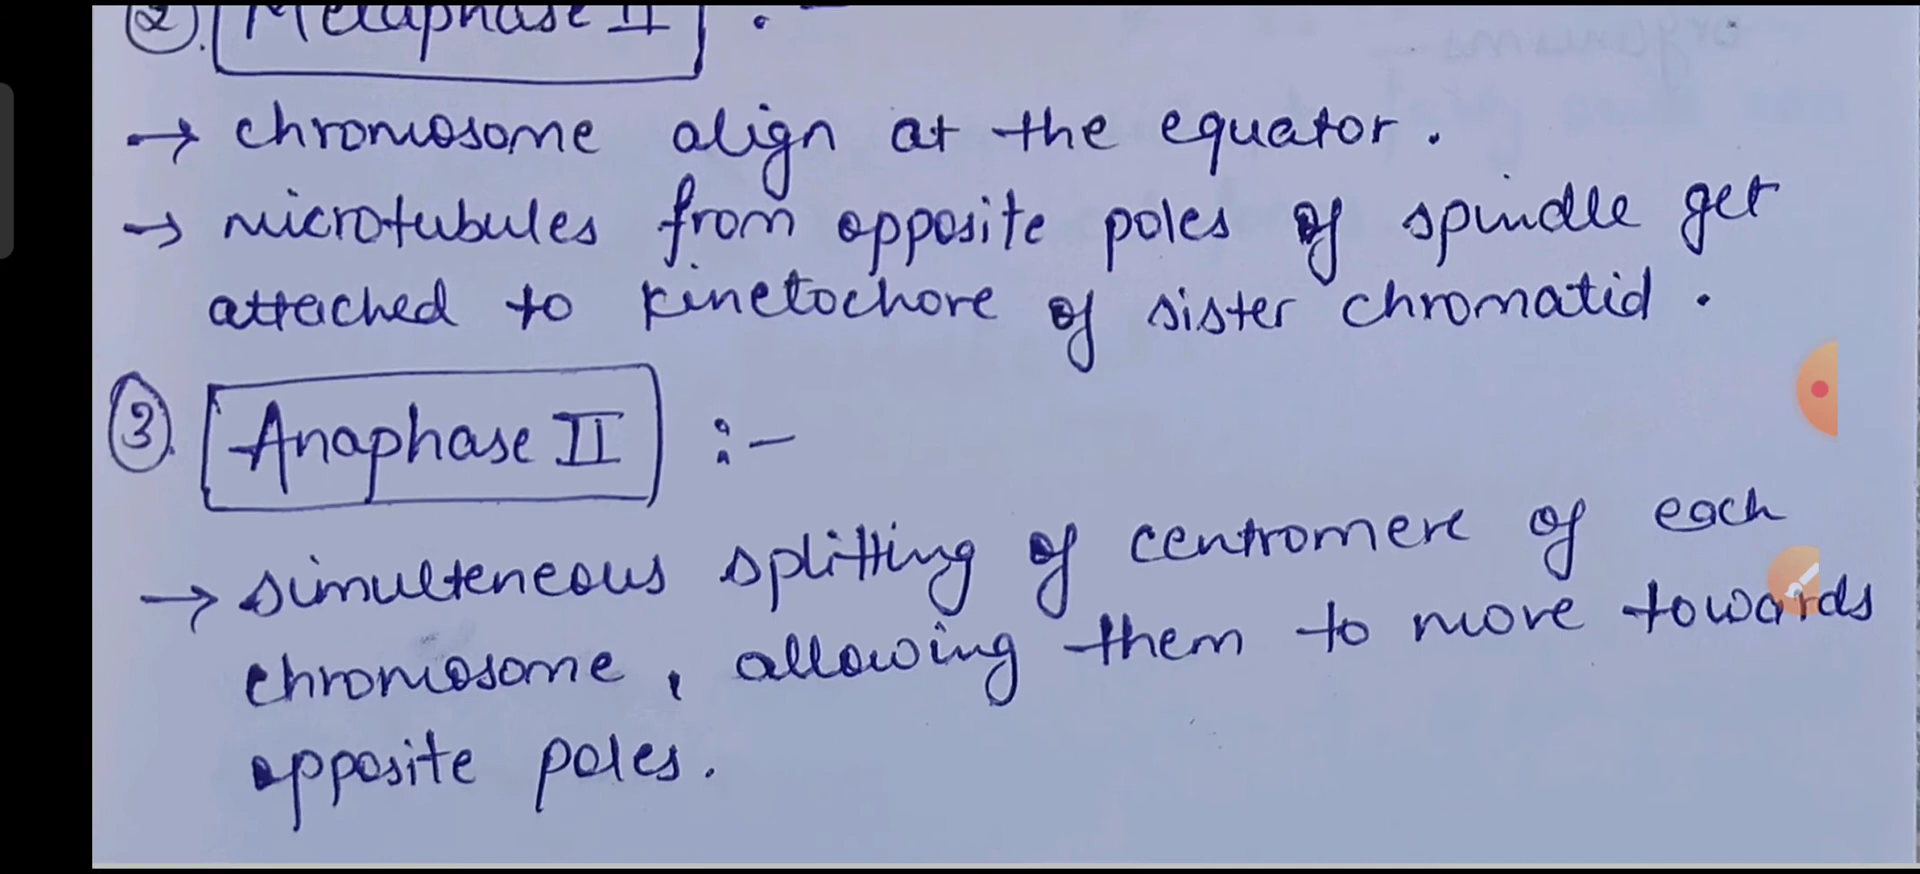 ②. Metaphase II :-
→ chromosome align at the equator.
→ microtubules from opposite poles of spindle get
attached to kinetochore of sister chromatid.
③. Anaphase II :-
→ simulteneous splitting of centromere of each
chromosome, allowing them to move towards
opposite poles.